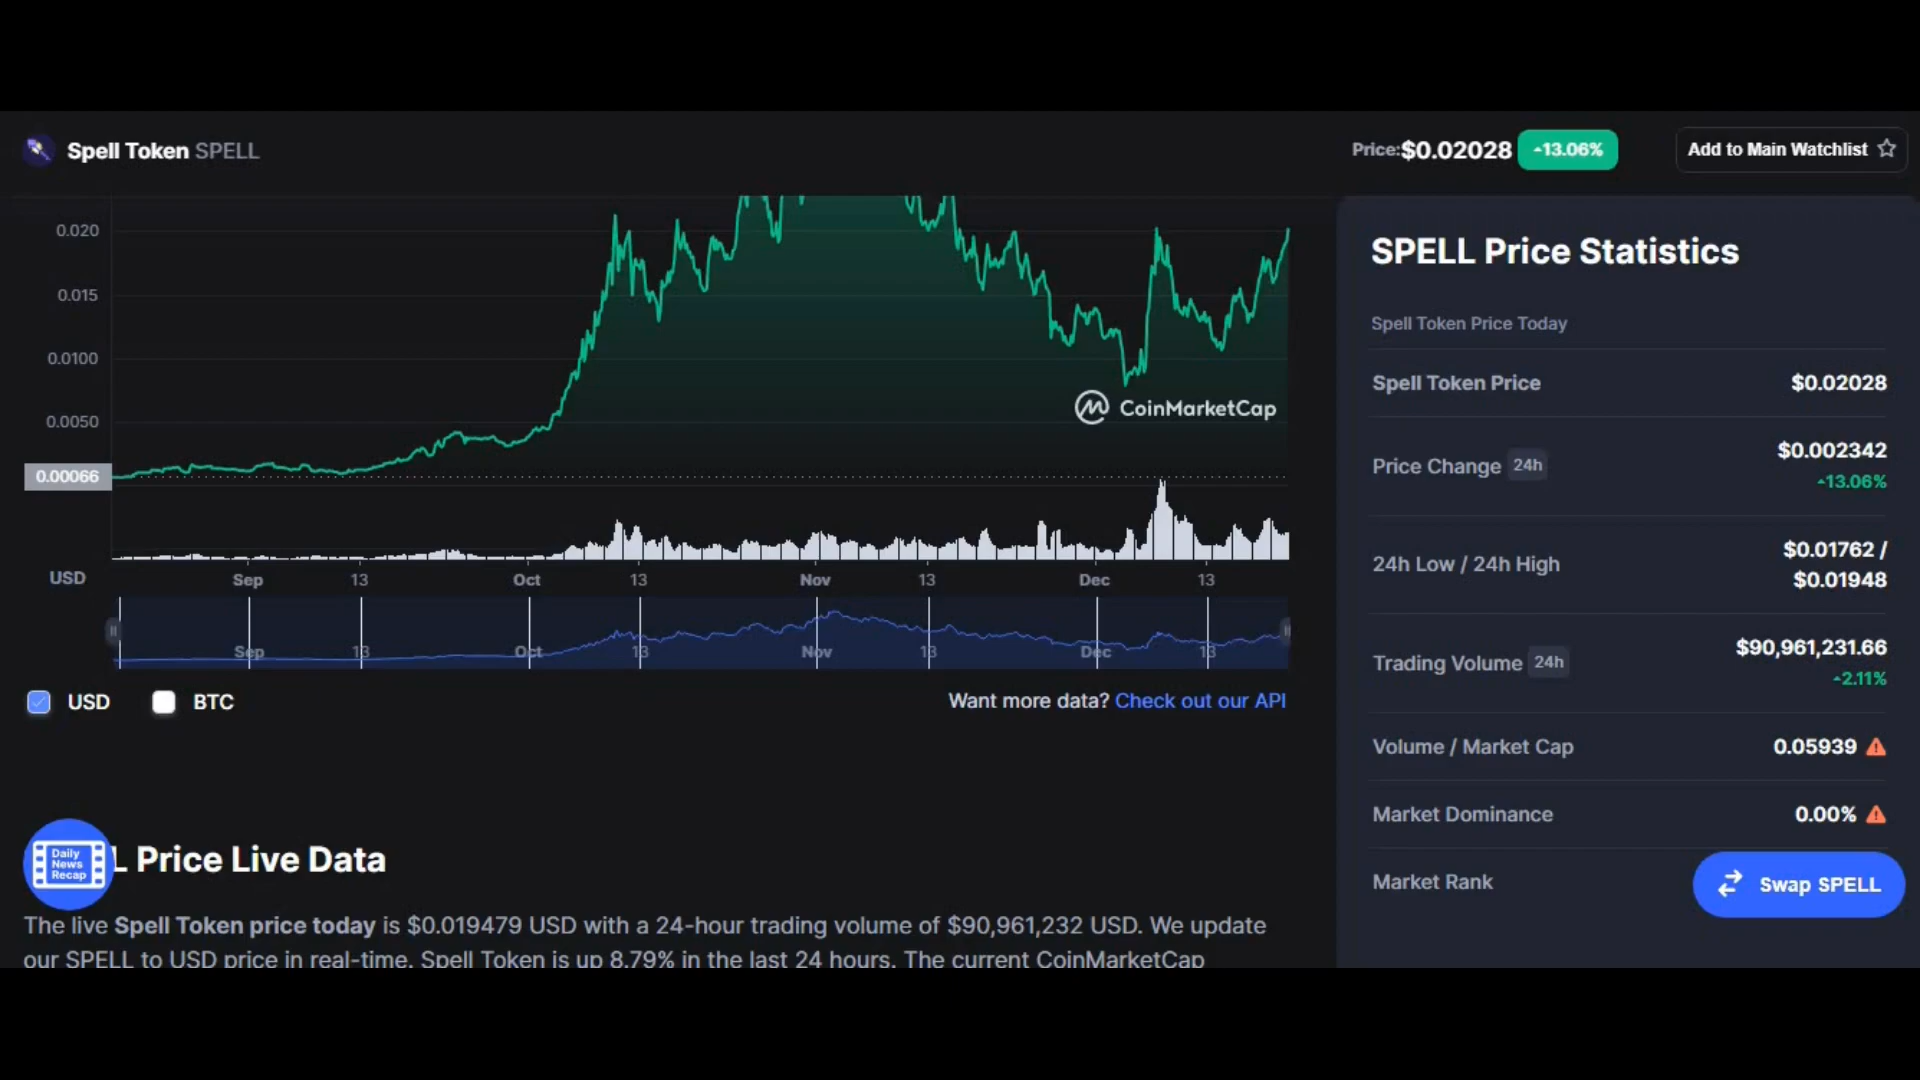 Spell Token SPELL
Price:$0.02028 13.06%
Add to Main Watchlist
0.020
0.015
0.0100
0.0050
0.00066
CoinMarketCap
USD
Sep 13 Oct 13 Nov 13 Dec 13
Sep 13 Oct 13 Nov 13 Dec 13
USD BTC
Want more data? Check out our API
Daily
News
Recap
L Price Live Data
The live Spell Token price today is $0.019479 USD with a 24-hour trading volume of $90,961,232 USD. We update
our SPELL to USD price in real-time. Spell Token is up 8.79% in the last 24 hours. The current CoinMarketCap
SPELL Price Statistics
Spell Token Price Today
Spell Token Price $0.02028
Price Change 24h $0.002342
13.06%
24h Low / 24h High $0.01762 /
$0.01948
Trading Volume 24h $90,961,231.66
2.11%
Volume / Market Cap 0.05939
Market Dominance 0.00%
Market Rank
Swap SPELL